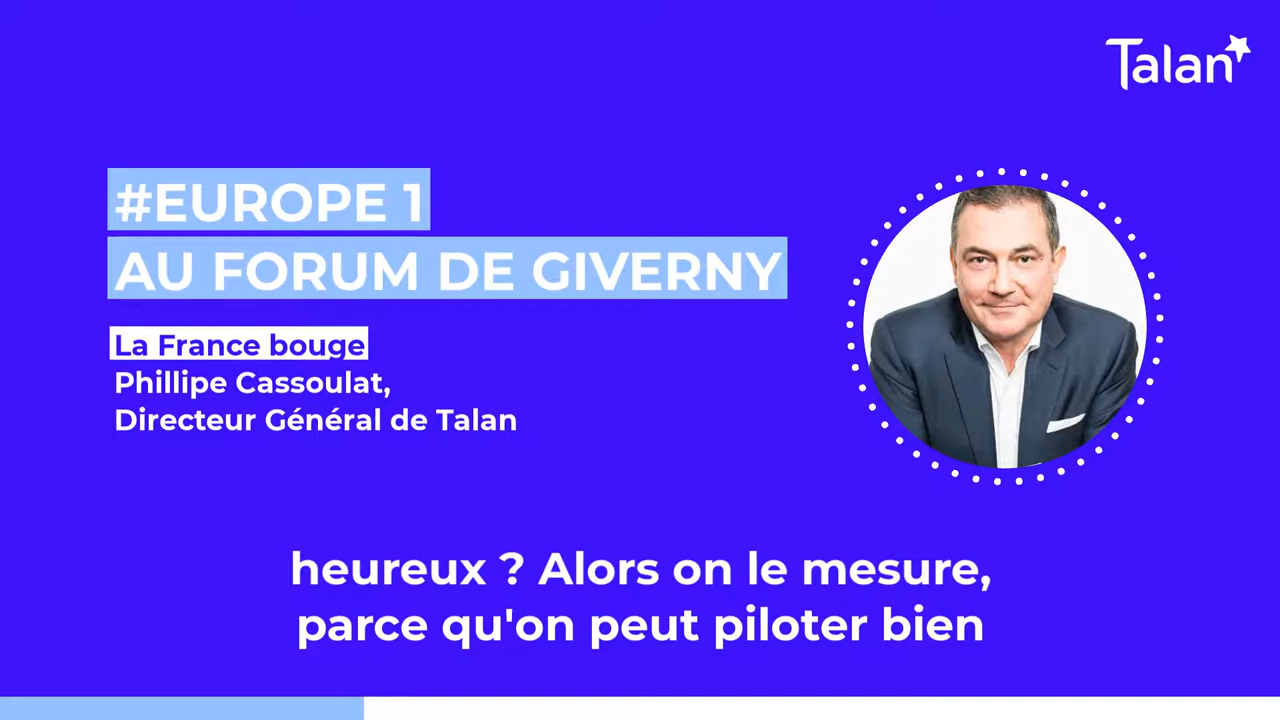 Talan
#EUROPE 1
AU FORUM DE GIVERNY
La France bouge
Phillipe Cassoulat,
Directeur Général de Talan
heureux ? Alors on le mesure,
parce qu'on peut piloter bien